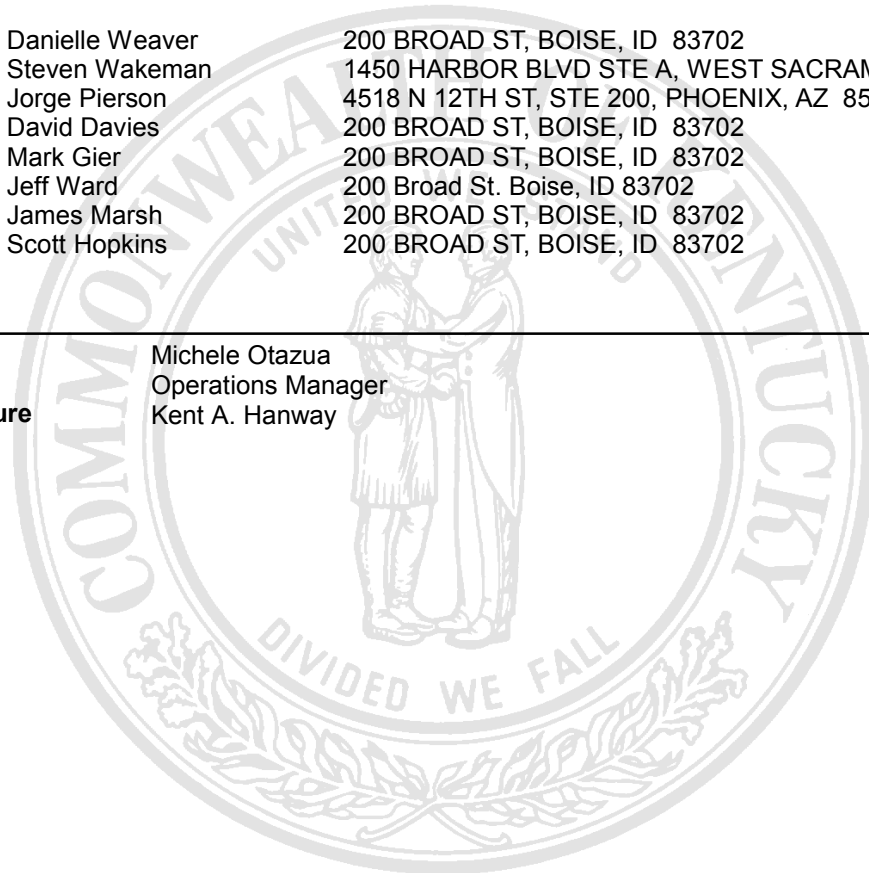 Danielle Weaver 200 BROAD ST, BOISE, ID 83702
Steven Wakeman 1450 HARBOR BLVD STE A, WEST
Jorge Pierson 4518 N 12TH ST, STE 200, PHOENIX, AZ
David Davies 200 BROAD ST, BOISE, ID 83702
Mark Gier 200 BROAD ST, BOISE, ID 83702
Jeff Ward 200 Broad St. Boise, ID 83702
James Marsh 200 BROAD ST, BOISE, ID 83702
Scott Hopkins 200 BROAD ST, BOISE, ID 83702
Michele Otazua
Operations Manager
Kent A. Hanway
COMMONWEALTH OF KENTUCKY
UNITED WE STAND
DIVIDED WE FALL